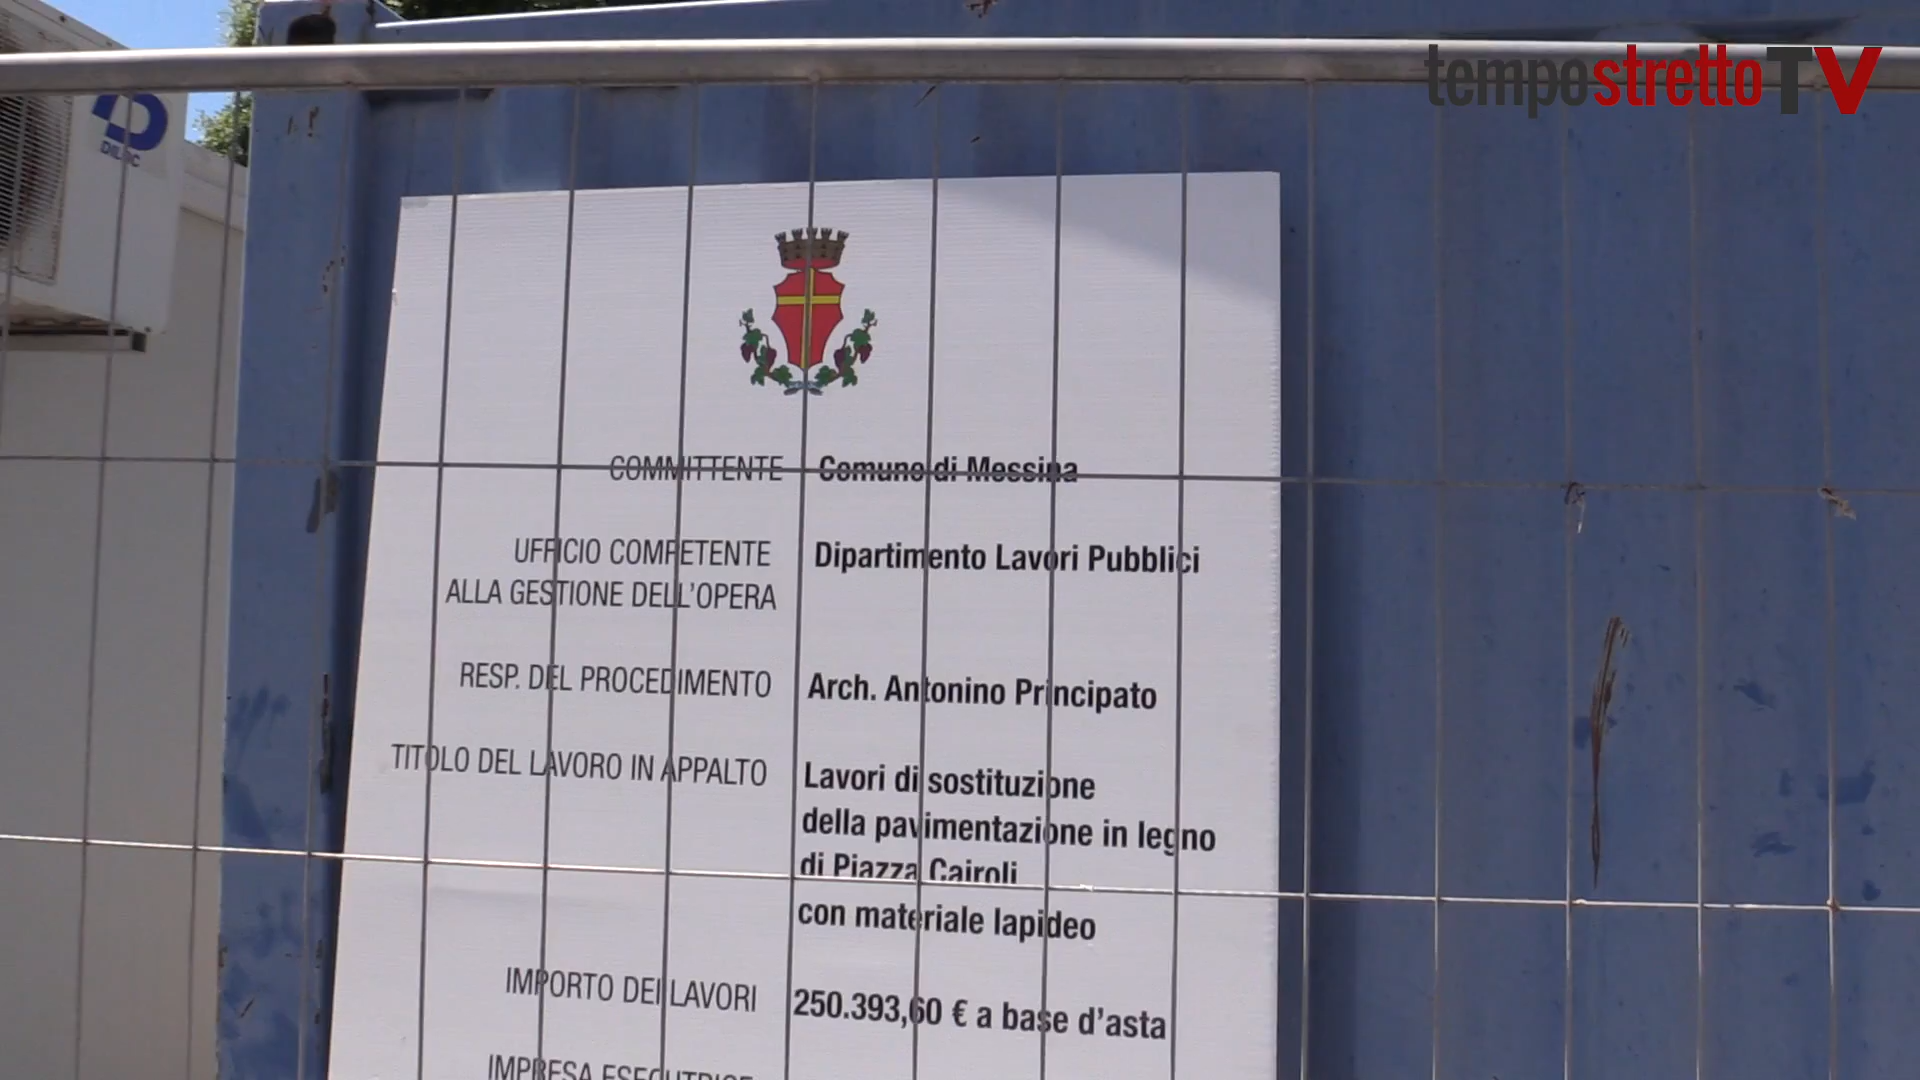 tempostrettoTV
COMMITTENTE Comune di Messina
UFFICIO COMPETENTE Dipartimento Lavori Pubblici
ALLA GESTIONE DELL'OPERA
RESP. DEL PROCEDIMENTO Arch. Antonino Principato
TITOLO DEL LAVORO IN APPALTO Lavori di sostituzione
della pavimentazione in legno
di Piazza Cairoli
con materiale lapideo
IMPORTO DEI LAVORI 250.393,60 € a base d'asta
IMPRESA ESECUTRICE